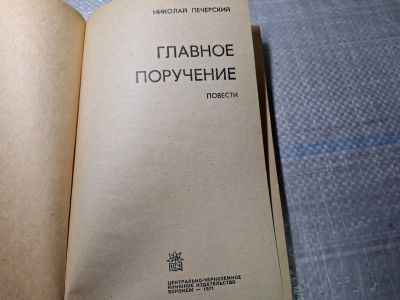 НИКОЛАЙ ПЕЧЕРСКИЙ
ГЛАВНОЕ
ПОРУЧЕНИЕ
ПОВЕСТИ
ЦЕНТРАЛЬНО-ЧЕРНОЗЕМНОЕ
КНИЖНОЕ ИЗДАТЕЛЬСТВО
ВОРОНЕЖ — 1971